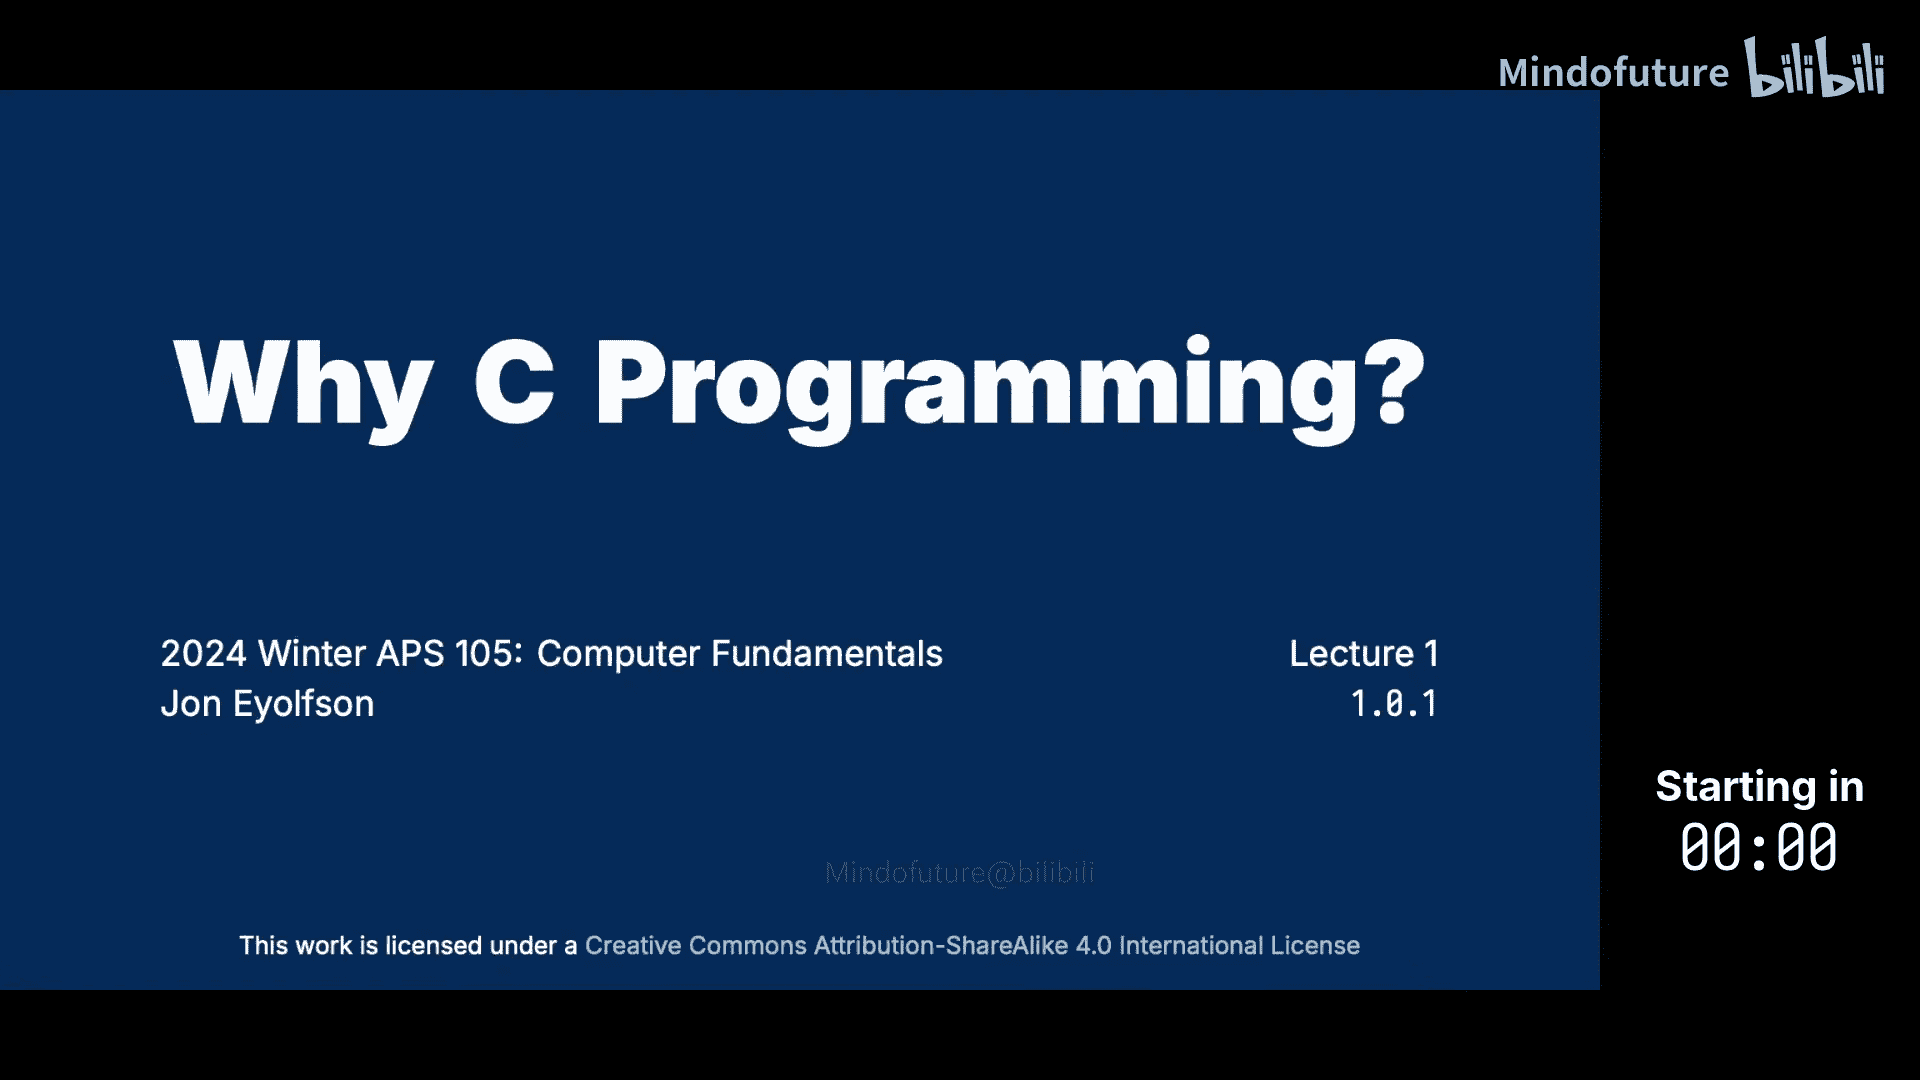 Mindofuture bilibili
Why C Programming?
2024 Winter APS 105: Computer Fundamentals
Lecture 1
Jon Eyolfson
1.0.1
Starting in
00:00
Mindofuture@bilibili
This work is licensed under a Creative Commons Attribution-ShareAlike 4.0 International License